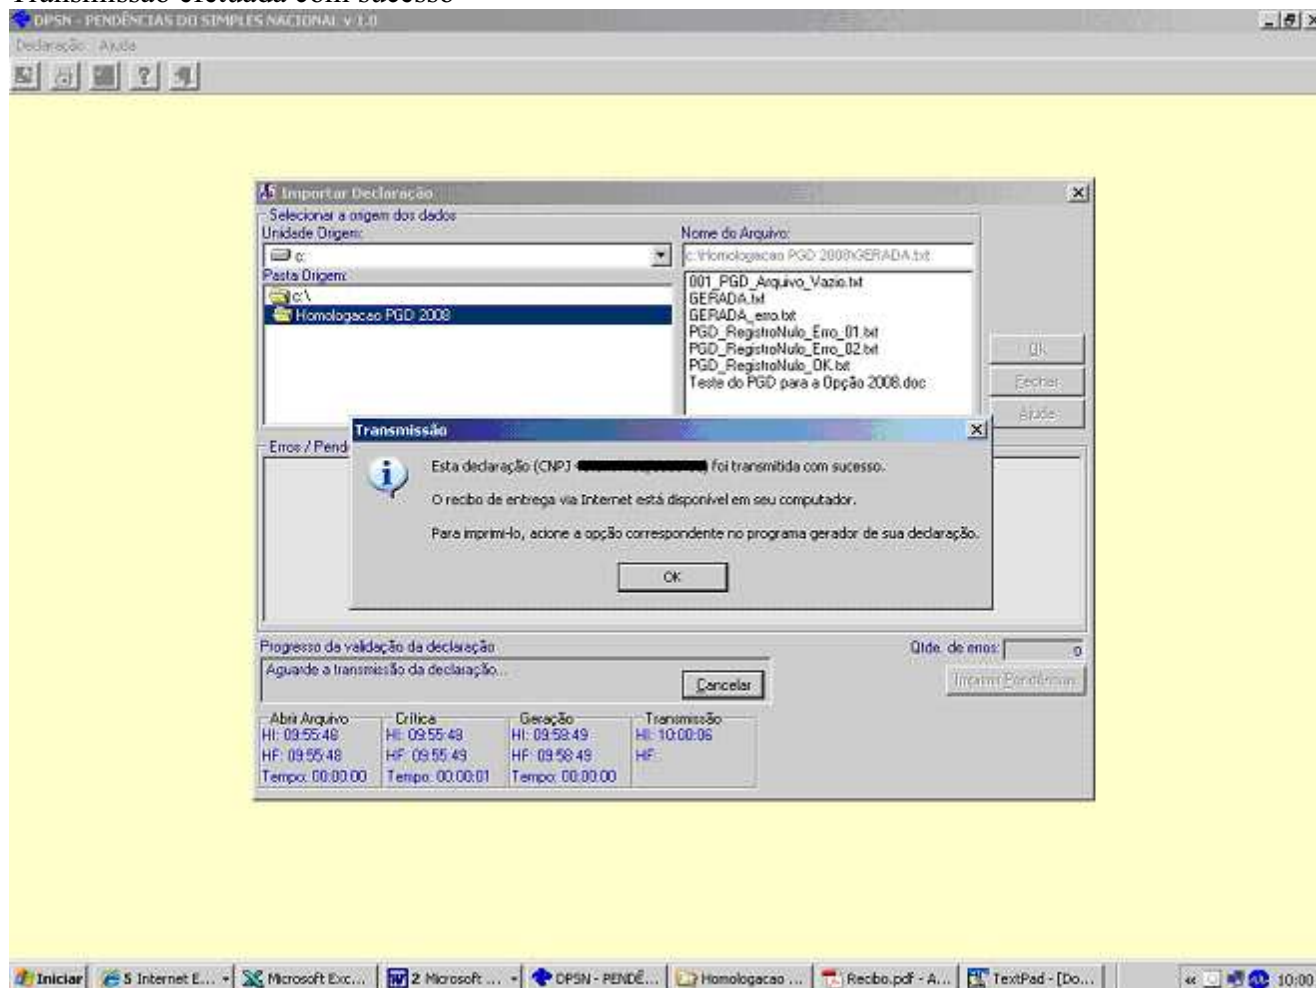 Transmissão efetuada com sucesso
DPSN - PENDÊNCIAS DO SIMPLES NACIONAL v 1.0
Declaração Ajuda
Importar Declaração
Selecionar a origem dos dados
Unidade Origem:
Nome do Arquivo:
c:
c:\Homologacao PGD 2008\GERADA.txt
Pasta Origem:
c:\
Homologacao PGD 2008
001_PGD_Arquivo_Vazio.txt
GERADA.txt
GERADA_erro.txt
PGD_RegistroNulo_Erro_01.txt
PGD_RegistroNulo_Erro_02.txt
PGD_RegistroNulo_OK.txt
Teste do PGD para a Opção 2008.doc
Ok
Fechar
Ajuda
Erros / Pend
Transmissão
Esta declaração (CNPJ ) foi transmitida com sucesso.
O recibo de entrega via Internet está disponível em seu computador.
Para imprimi-lo, acione a opção correspondente no programa gerador de sua declaração.
OK
Progresso da validação da declaração
Qtde. de erros: 0
Aguarde a transmissão da declaração...
Cancelar
Imprimir Pendências
Abrir Arquivo Crítica Geração Transmissão
HI: 09:55:48 HI: 09:55:48 HI: 09:58:49 HI: 10:00:06
HF: 09:55:48 HF: 09:55:49 HF: 09:58:49 HF:
Tempo: 00:00:00 Tempo: 00:00:01 Tempo: 00:00:00
Iniciar 5 Internet E... Microsoft Exc... 2 Microsoft ... DPSN - PENDÊ... Homologacao ... Recibo.pdf - A... TextPad - [Do... 10:00